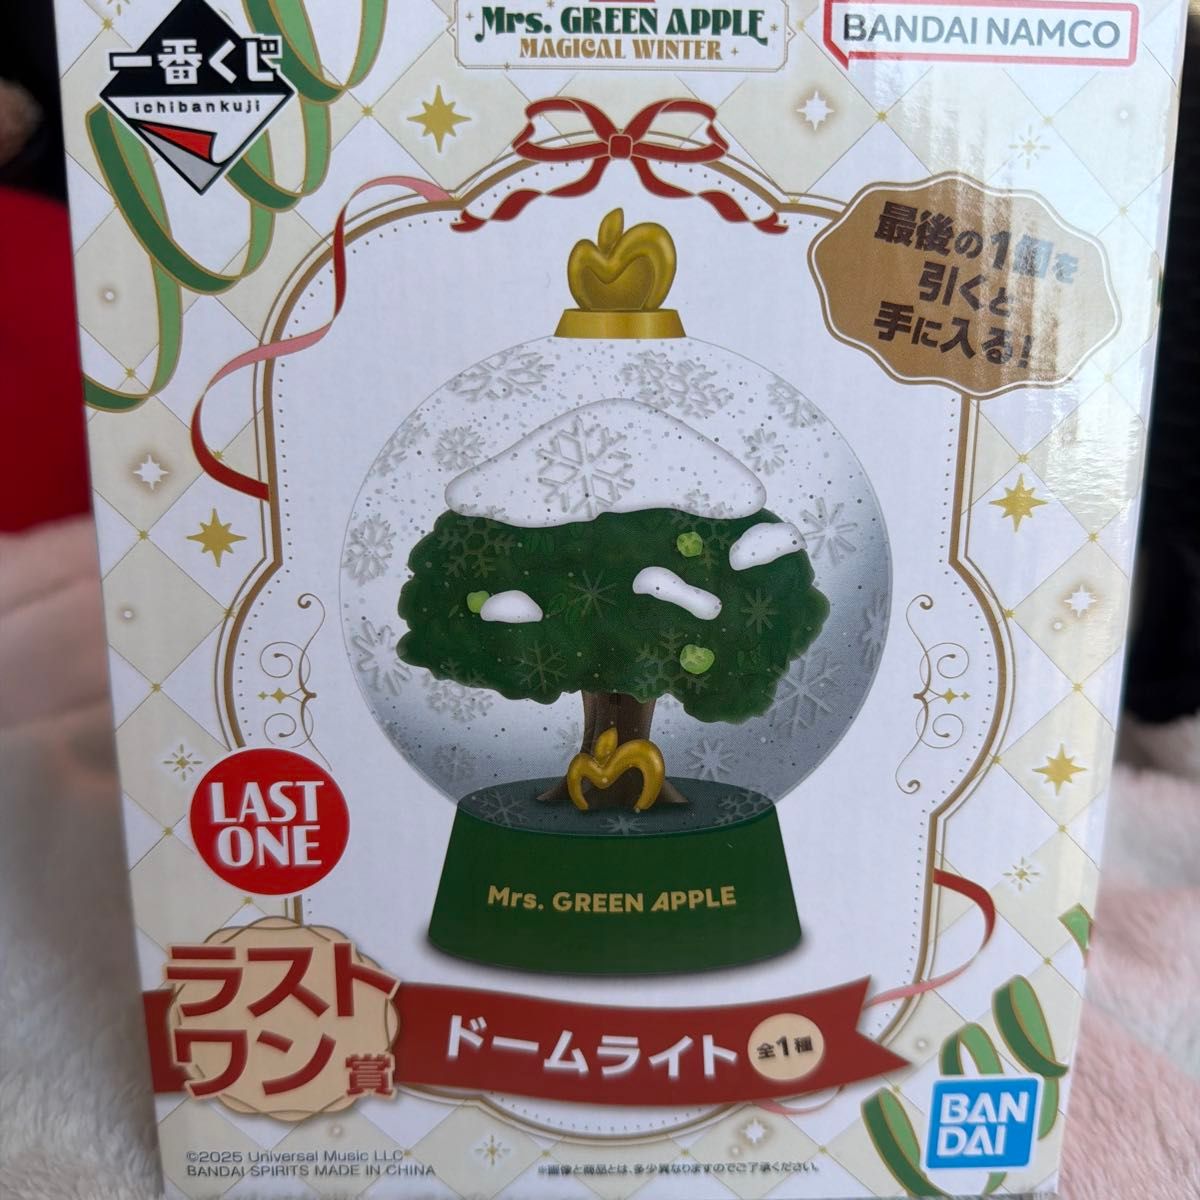 一番くじ
ichibankuji
Mrs. GREEN APPLE
MAGICAL WINTER
BANDAI NAMCO
最後の1個を
引くと
手に入る!
LAST
ONE
Mrs. GREEN APPLE
ラスト
ワン賞
ドームライト
全1種
BAN
DAI
©2025 Universal Music LLC
BANDAI SPIRITS MADE IN CHINA
※画像と商品とは、多少異なりますのでご了承ください。